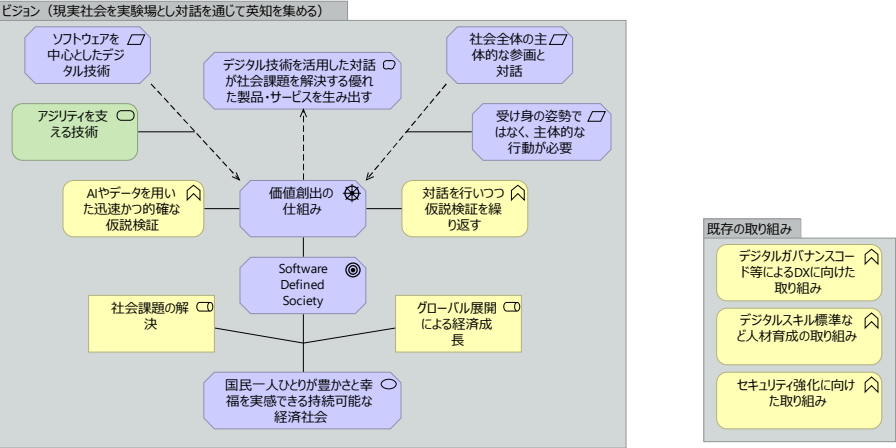 ビジョン（現実社会を実験場とし対話を通じて英知を集める）
ソフトウェアを
中心としたデジ
タル技術
デジタル技術を活用した対話
が社会課題を解決する優れ
た製品・サービスを生み出す
社会全体の主
体的な参画と
対話
アジリティを支
える技術
受け身の姿勢で
はなく、主体的な
行動が必要
AIやデータを用い
た迅速かつ的確な
仮説検証
価値創出の
仕組み
対話を行いつつ
仮説検証を繰
り返す
Software
Defined
Society
社会課題の解
決
グローバル展開
による経済成
長
国民一人ひとりが豊かさと幸
福を実感できる持続可能な
経済社会
既存の取り組み
デジタルガバナンスコー
ド等によるDXに向けた
取り組み
デジタルスキル標準な
ど人材育成の取り組み
セキュリティ強化に向け
た取り組み